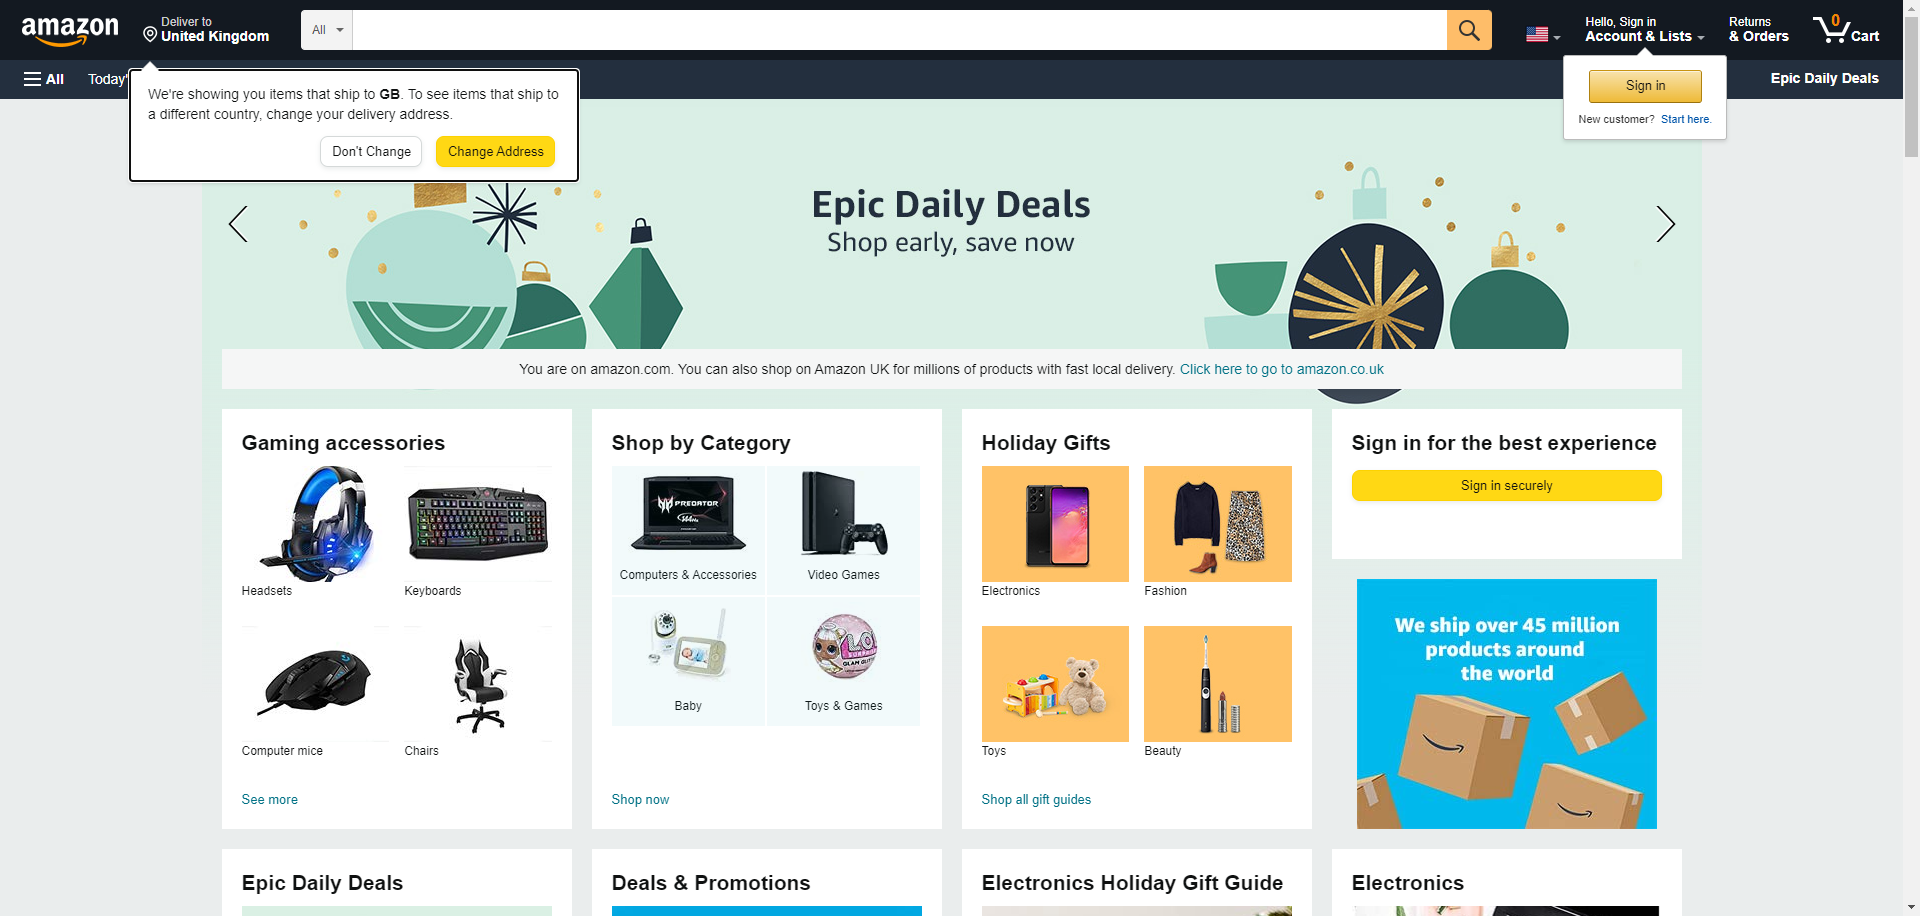 amazon
Deliver to
United Kingdom
All
Hello, Sign in
Account & Lists
Returns
& Orders
0
Cart
All
Today'
Epic Daily Deals
We're showing you items that ship to GB. To see items that ship to
a different country, change your delivery address.
Don't Change
Change Address
Sign in
New customer? Start here.
Epic Daily Deals
Shop early, save now
You are on amazon.com. You can also shop on Amazon UK for millions of products with fast local delivery. Click here to go to amazon.co.uk
Gaming accessories
Headsets
Keyboards
Computer mice
Chairs
See more
Shop by Category
PREDATOR
Computers & Accessories
Video Games
L.O.L.
SURPRISE
Baby
Toys & Games
Shop now
Holiday Gifts
Electronics
Fashion
Toys
Beauty
Shop all gift guides
Sign in for the best experience
Sign in securely
We ship over 45 million
products around
the world
Epic Daily Deals
Deals & Promotions
Electronics Holiday Gift Guide
Electronics